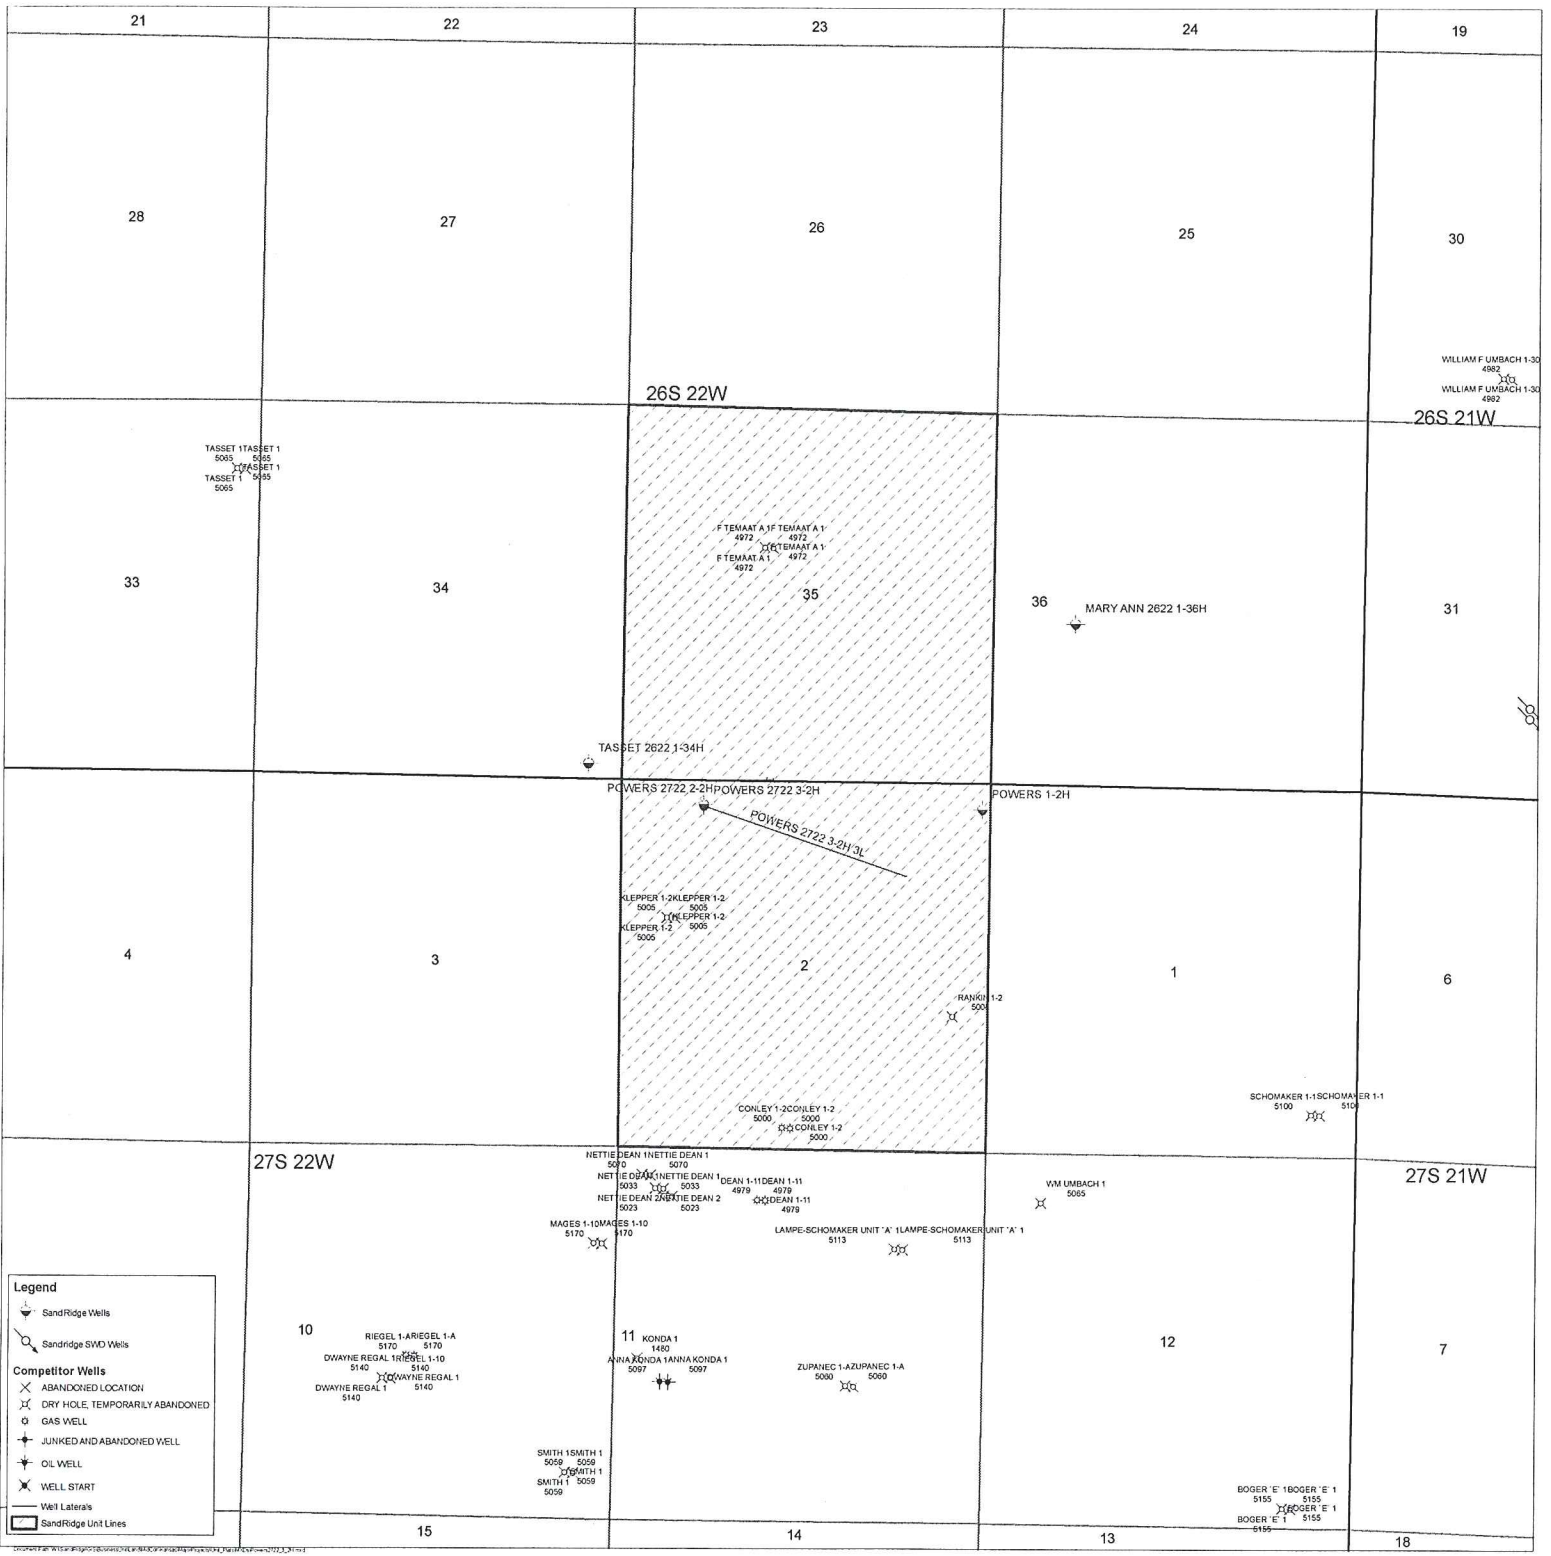 21
22
23
24
19
28
27
26
25
30
WILLIAM F UMBACH 1-30
4982
WILLIAM F UMBACH 1-30
4982
26S 22W
26S 21W
TASSET 1TASSET 1
5065 5065
TASSET 1
TASSET 1 5065
5065
F TEMAAT A 1F TEMAAT A 1
4972 4972
F TEMAAT A 1
F TEMAAT A 1 4972
4972
33
34
35
36
MARY ANN 2622 1-36H
31
TASSET 2622 1-34H
POWERS 2722 2-2HPOWERS 2722 3-2H
POWERS 1-2H
POWERS 2722 3-2H 3L
KLEPPER 1-2KLEPPER 1-2
5005 5005
KLEPPER 1-2
KLEPPER 1-2 5005
5005
4
3
2
1
6
RANKIN 1-2
CONLEY 1-2CONLEY 1-2
5000 5000
CONLEY 1-2
5000
SCHOMAKER 1-1SCHOMAKER 1-1
5100 5100
27S 22W
27S 21W
NETTIE DEAN 1NETTIE DEAN 1
5070 5070
NETTIE DEAN 1NETTIE DEAN 1
5033 5033
NETTIE DEAN 2NETTIE DEAN 2
5023 5023
DEAN 1-11DEAN 1-11
4979 4979
DEAN 1-11
4979
WM UMBACH 1
5065
MAGES 1-10MAGES 1-10
5170 5170
LAMPE-SCHOMAKER UNIT 'A' 1LAMPE-SCHOMAKER UNIT 'A' 1
5113 5113
10
RIEGEL 1-ARIEGEL 1-A
5170 5170
DWAYNE REGAL 1RIEGEL 1-10
5140 5140
DWAYNE REGAL 1
DWAYNE REGAL 1 5140
5140
11
KONDA 1
1480
ANNA KONDA 1ANNA KONDA 1
5097 5097
ZUPANEC 1-AZUPANEC 1-A
5060 5060
12
7
SMITH 1SMITH 1
5059 5059
SMITH 1
SMITH 1 5059
5059
BOGER 'E' 1BOGER 'E' 1
5155 5155
BOGER 'E' 1
BOGER 'E' 1 5155
5155
15
14
13
18
Legend
SandRidge Wells
Sandridge SWD Wells
Competitor Wells
ABANDONED LOCATION
DRY HOLE, TEMPORARILY ABANDONED
GAS WELL
JUNKED AND ABANDONED WELL
OIL WELL
WELL START
Well Laterals
SandRidge Unit Lines